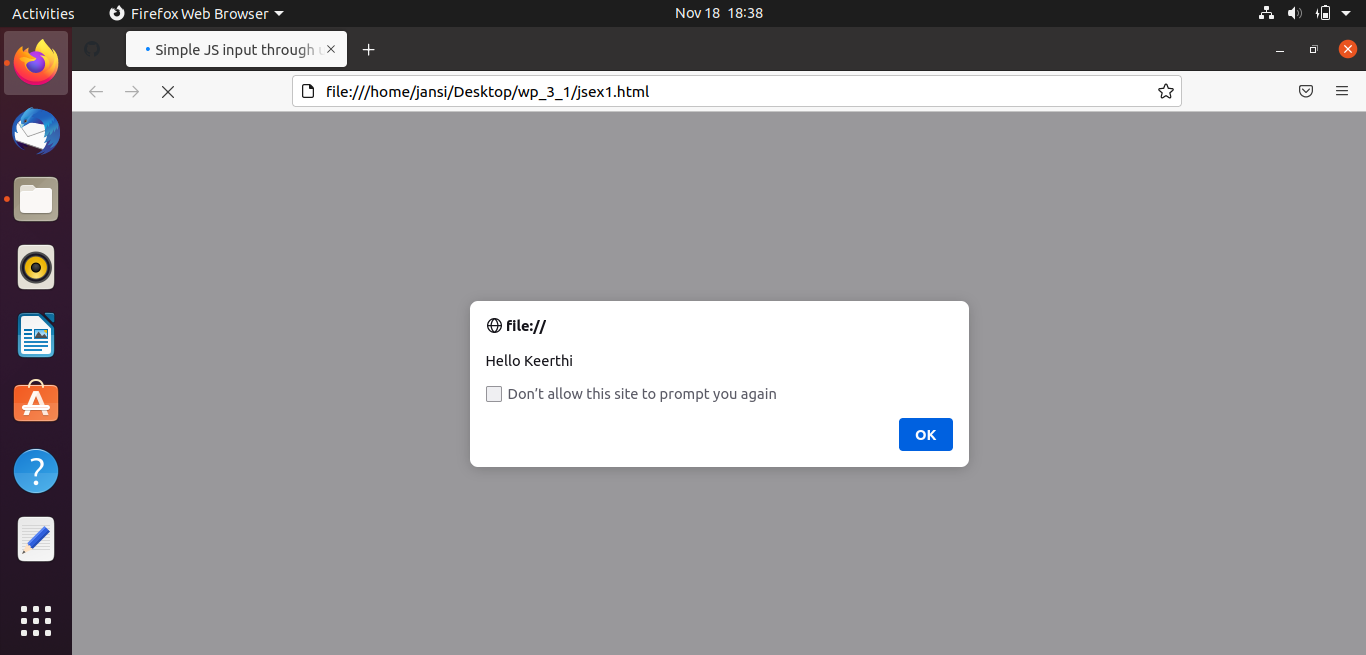 Activities Firefox Web Browser Nov 18 18:38
Simple JS input through
file:///home/jansi/Desktop/wp_3_1/jsex1.html
file://
Hello Keerthi
Don’t allow this site to prompt you again
OK
?